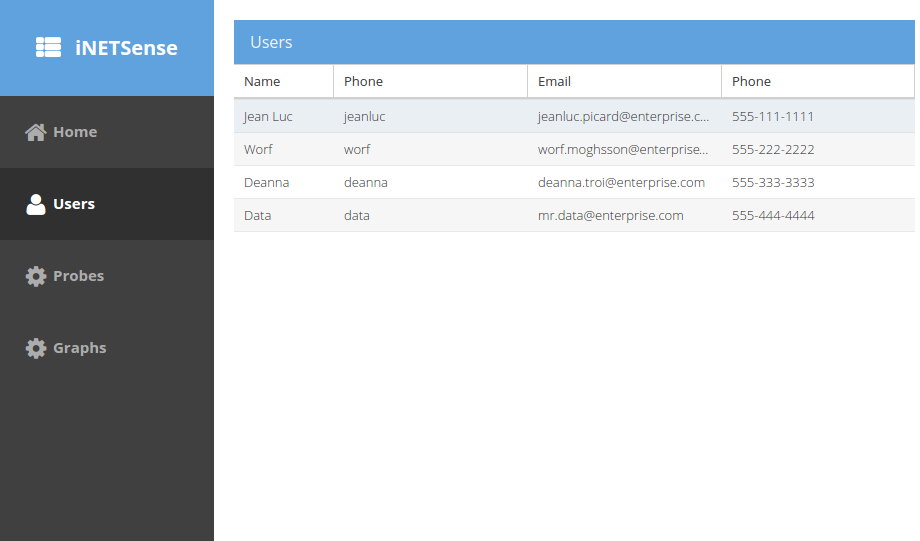 iNETSense
Home
Users
Probes
Graphs
Users
Name Phone Email Phone
Jean Luc jeanluc jeanluc.picard@enterprise.c... 555-111-1111
Worf worf worf.moghsson@enterprise... 555-222-2222
Deanna deanna deanna.troi@enterprise.com 555-333-3333
Data data mr.data@enterprise.com 555-444-4444